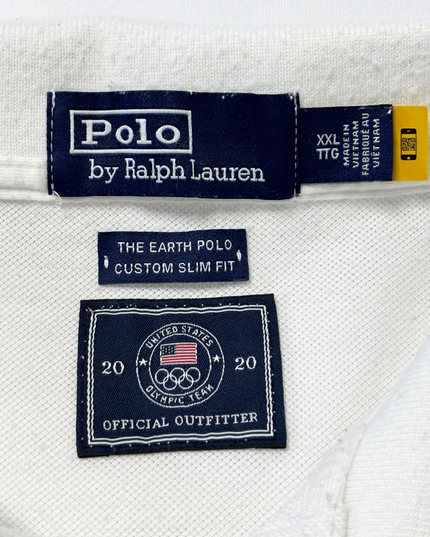 Polo
by Ralph Lauren
XXL
TTG
MADE IN
VIETNAM
FABRIQUÉ AU
VIÊTNAM
THE EARTH POLO
CUSTOM SLIM FIT
UNITED STATES
20 20
OLYMPIC TEAM
OFFICIAL OUTFITTER